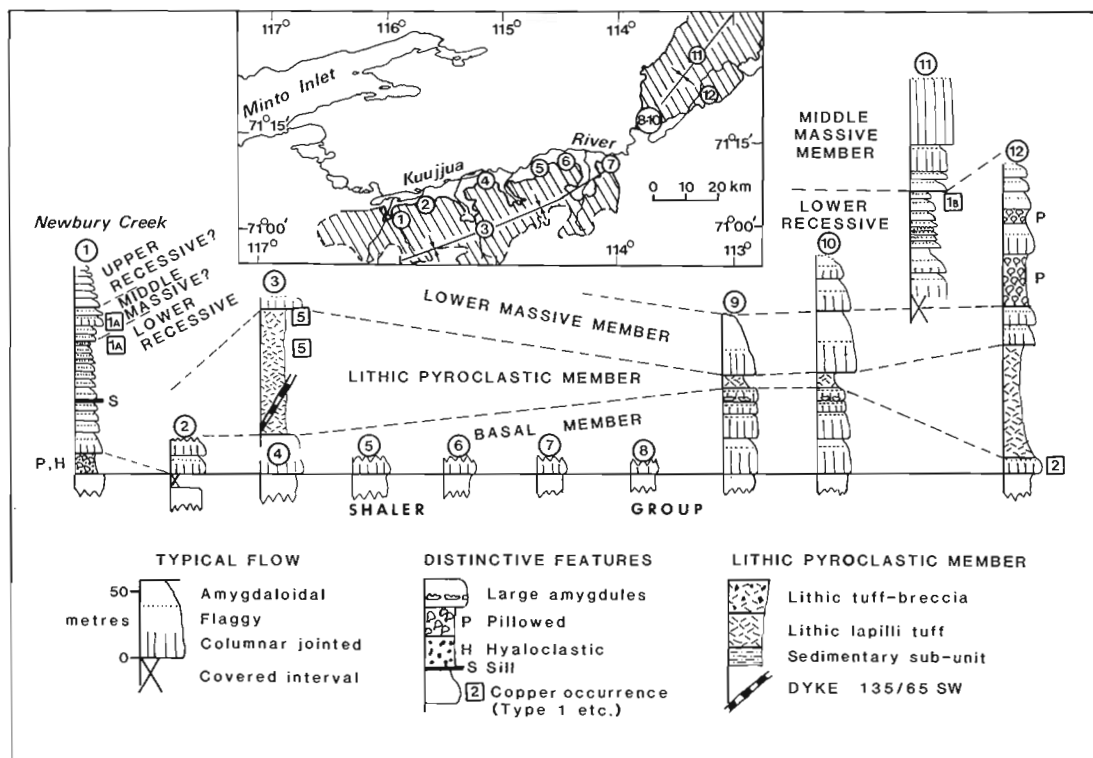 117° 116° 115° 114°
Minto Inlet
71° 15'
Kuujjua
River
71° 15'
0 10 20 km
71° 00'
71° 00'
117°
114°
113°
1 2 3 4 5 6 7 8-10 11 12
Newbury Creek
1
UPPER
RECESSIVE?
MIDDLE
MASSIVE?
LOWER
RECESSIVE
1A
1A
S
P, H
2
3
5
5
4
5
6
7
8
9
10
11
12
MIDDLE
MASSIVE
MEMBER
1B
LOWER
RECESSIVE
P
P
2
LOWER MASSIVE MEMBER
LITHIC PYROCLASTIC MEMBER
BASAL MEMBER
SHALER GROUP
TYPICAL FLOW
50
metres
0
Amygdaloidal
Flaggy
Columnar jointed
Covered interval
DISTINCTIVE FEATURES
Large amygdules
P Pillowed
H Hyaloclastic
S Sill
2 Copper occurrence
(Type 1 etc.)
LITHIC PYROCLASTIC MEMBER
Lithic tuff-breccia
Lithic lapilli tuff
Sedimentary sub-unit
DYKE 135/65 SW